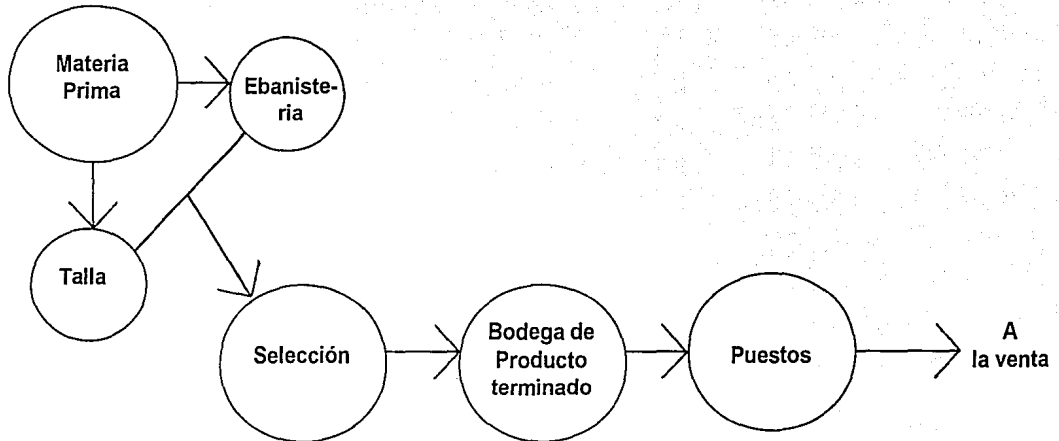 Materia
Prima
Ebaniste-
ria
Talla
Selección
Bodega de
Producto
terminado
Puestos
A
la venta